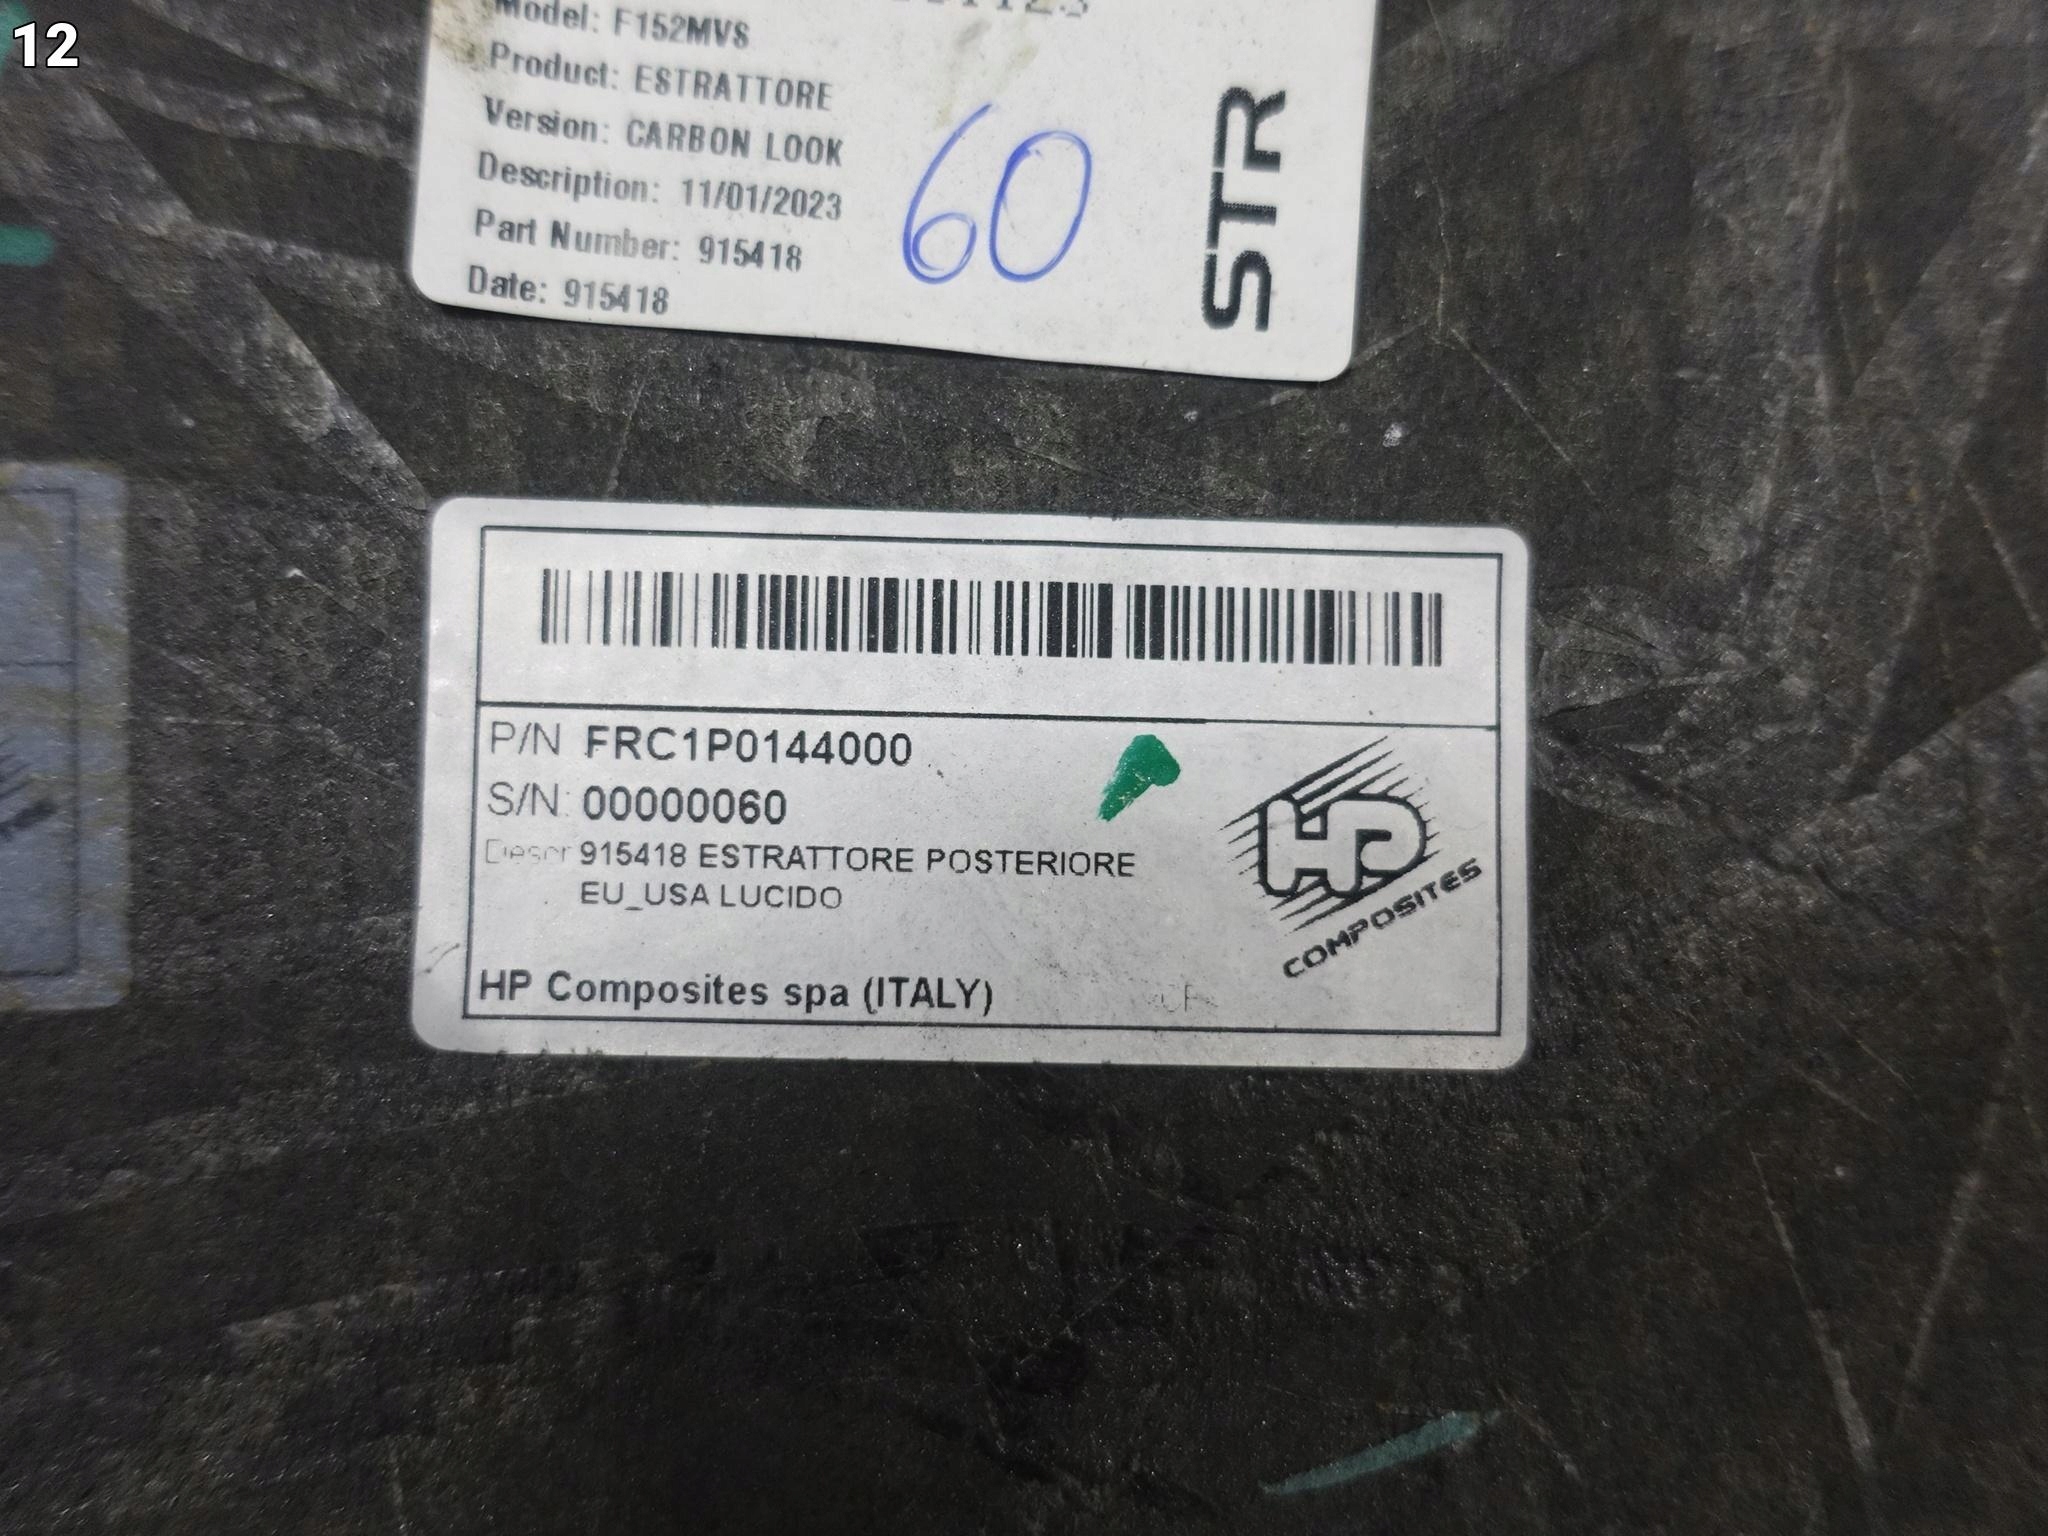 12
Model: F152MVS
Product: ESTRATTORE
Version: CARBON LOOK
Description: 11/01/2023
Part Number: 915418
Date: 915418
60
STR
P/N FRC1P0144000
S/N: 00000060
Descr 915418 ESTRATTORE POSTERIORE
EU_USA LUCIDO
HP
COMPOSITES
HP Composites spa (ITALY)